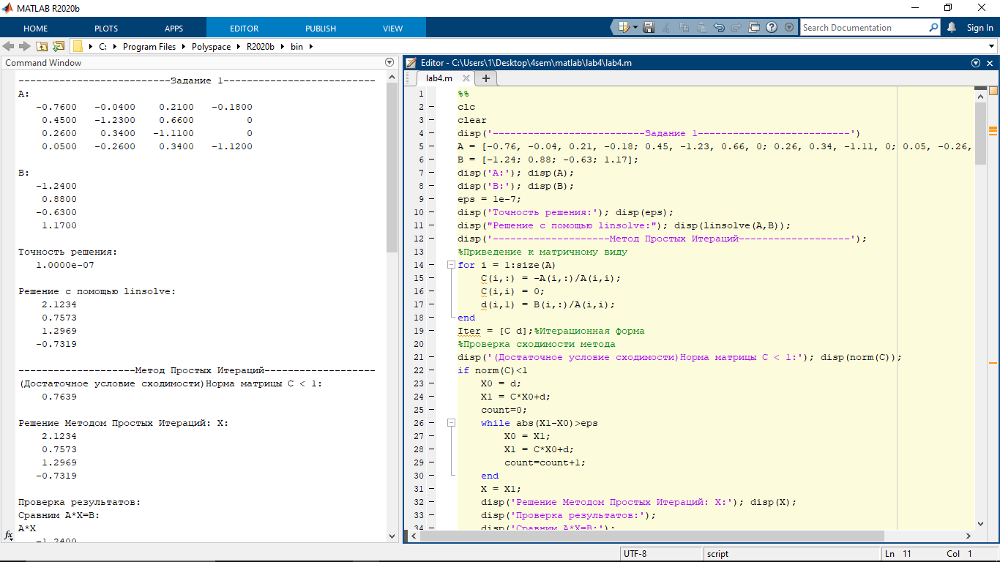 MATLAB R2020b
HOME PLOTS APPS EDITOR PUBLISH VIEW Search Documentation Sign In
C: Program Files Polyspace R2020b bin
Command Window
--------------------------Задание 1--------------------------
A:
-0.7600 -0.0400 0.2100 -0.1800
0.4500 -1.2300 0.6600 0
0.2600 0.3400 -1.1100 0
0.0500 -0.2600 0.3400 -1.1200
B:
-1.2400
0.8800
-0.6300
1.1700
Точность решения:
1.0000e-07
Решение с помощью linsolve:
2.1234
0.7573
1.2969
-0.7319
--------------------Метод Простых Итераций-------------------
(Достаточное условие сходимости)Норма матрицы C < 1:
0.7639
Решение Методом Простых Итераций: X:
2.1234
0.7573
1.2969
-0.7319
Проверка результатов:
Сравним A*X=B:
A*X
-1.2400
fx
Editor - C:\Users\1\Desktop\4sem\matlab\lab4\lab4.m
lab4.m
1 %%
2 clc
3 clear
4 disp('--------------------------Задание 1--------------------------')
5 A = [-0.76, -0.04, 0.21, -0.18; 0.45, -1.23, 0.66, 0; 0.26, 0.34, -1.11, 0; 0.05, -0.26,
6 B = [-1.24; 0.88; -0.63; 1.17];
7 disp('A:'); disp(A);
8 disp('B:'); disp(B);
9 eps = 1e-7;
10 disp('Точность решения:'); disp(eps);
11 disp("Решение с помощью linsolve:"); disp(linsolve(A,B));
12 disp('--------------------Метод Простых Итераций-------------------');
13 %Приведение к матричному виду
14 for i = 1:size(A)
15 C(i,:) = -A(i,:)/A(i,i);
16 C(i,i) = 0;
17 d(i,1) = B(i,:)/A(i,i);
18 end
19 Iter = [C d];%Итерационная форма
20 %Проверка сходимости метода
21 disp('(Достаточное условие сходимости)Норма матрицы C < 1:'); disp(norm(C));
22 if norm(C)<1
23 X0 = d;
24 X1 = C*X0+d;
25 count=0;
26 while abs(X1-X0)>eps
27 X0 = X1;
28 X1 = C*X0+d;
29 count=count+1;
30 end
31 X = X1;
32 disp('Решение Методом Простых Итераций: X:'); disp(X);
33 disp('Проверка результатов:');
34 disp('Сравним A*X=B:');
UTF-8 script Ln 11 Col 1